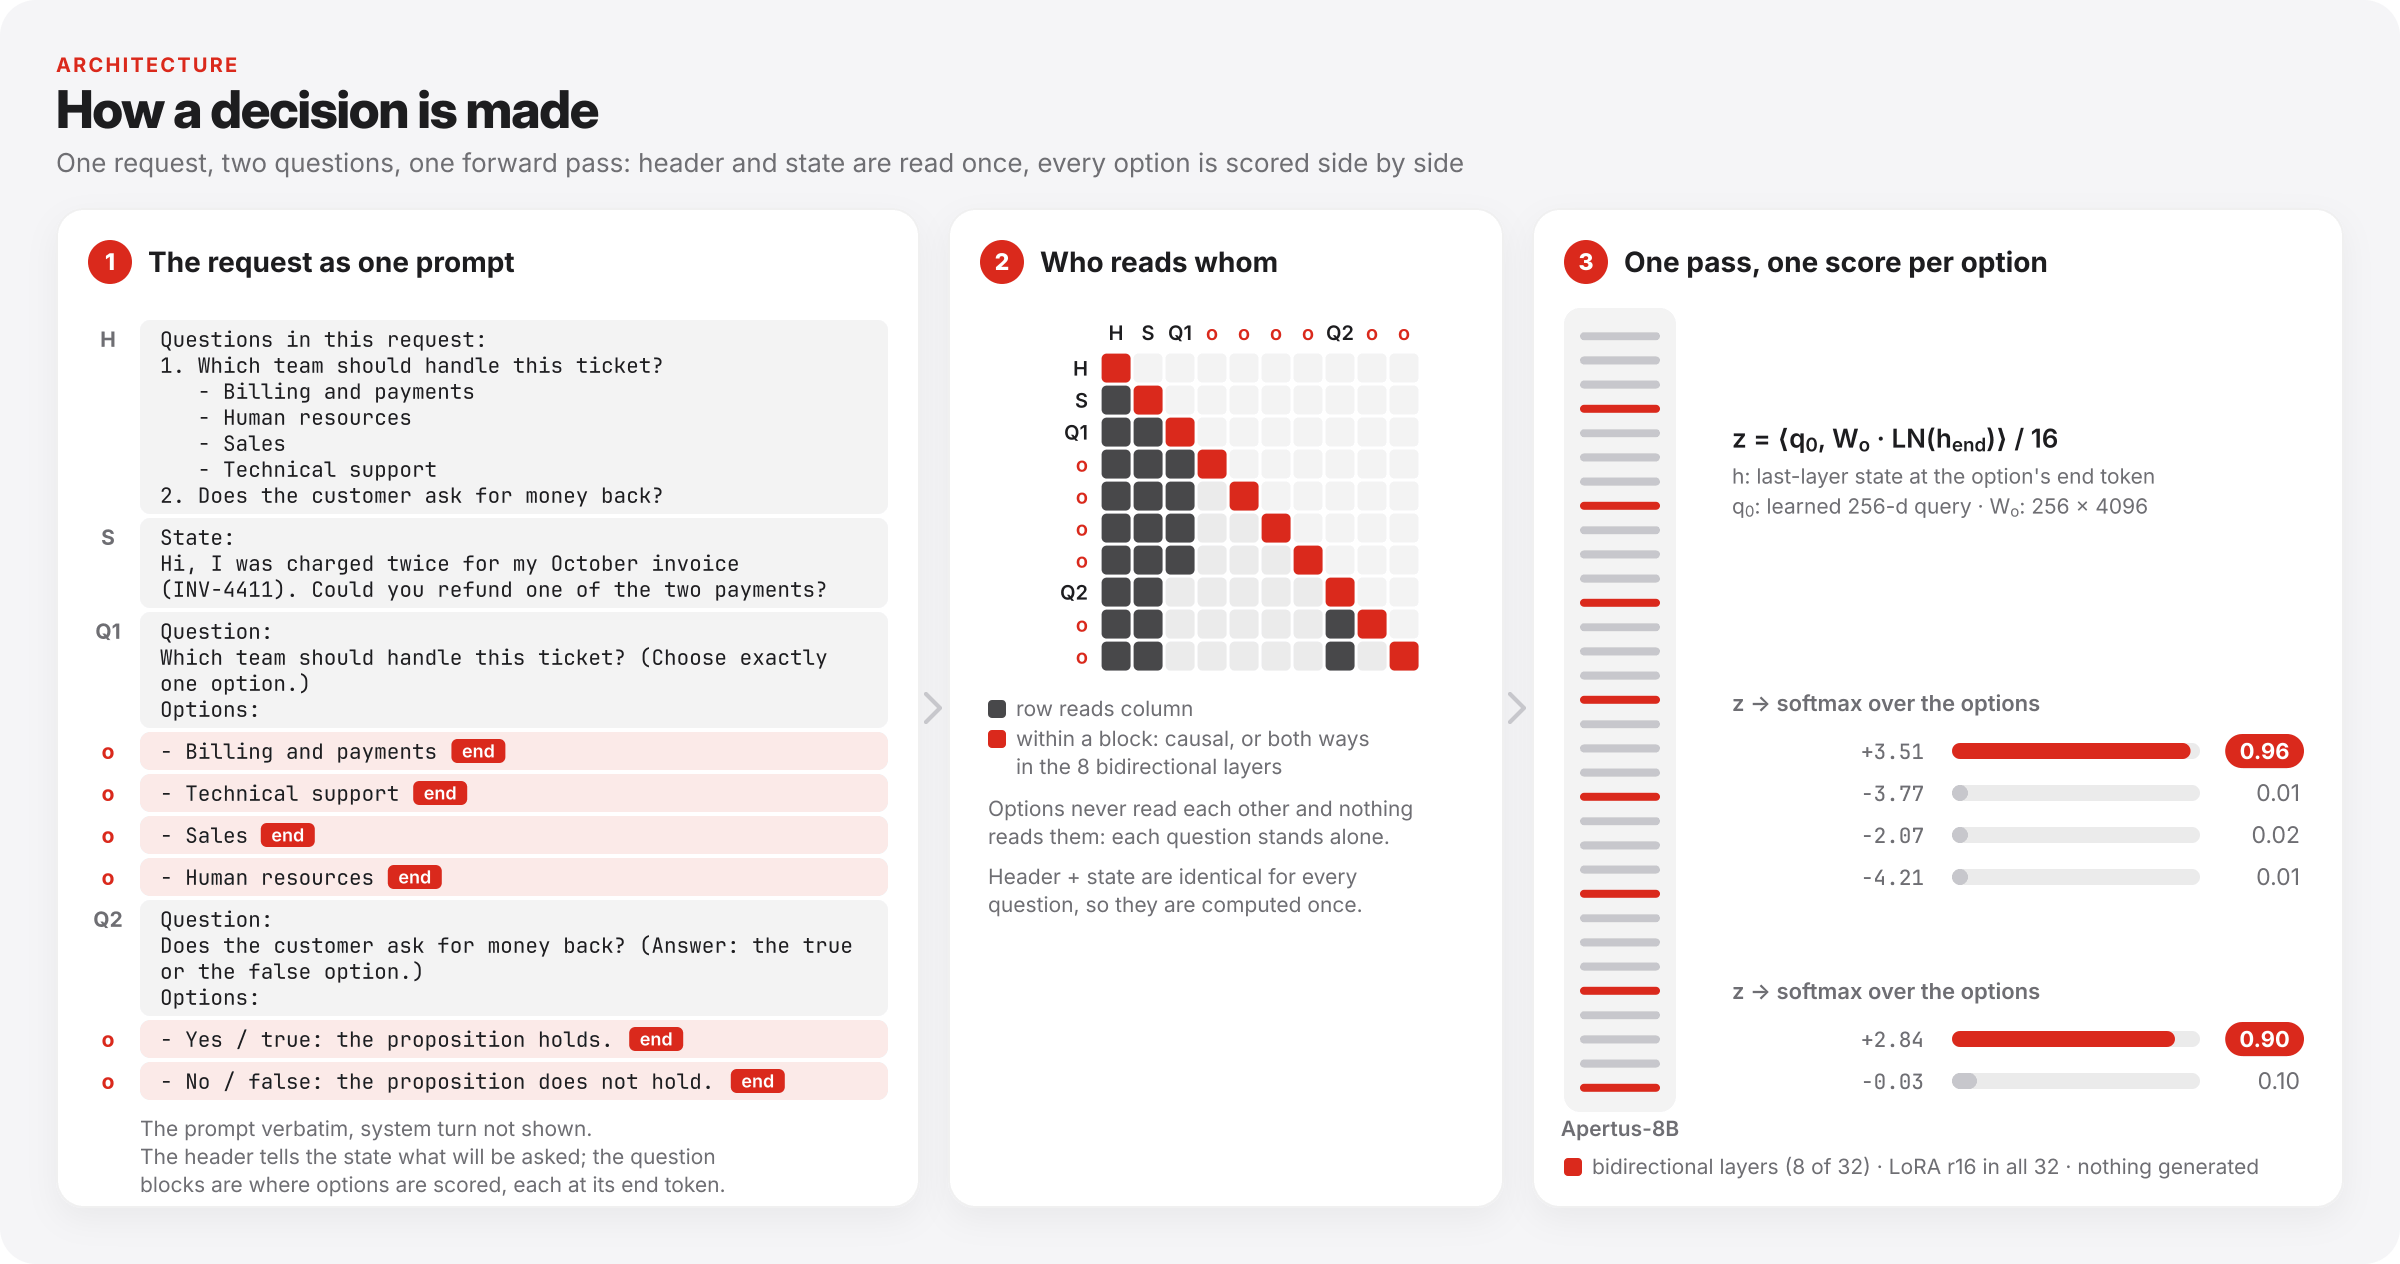 ARCHITECTURE
How a decision is made
One request, two questions, one forward pass: header and state are read once, every option is scored side by side
1 The request as one prompt
H
Questions in this request:
1. Which team should handle this ticket?
- Billing and payments
- Human resources
- Sales
- Technical support
2. Does the customer ask for money back?
S
State:
Hi, I was charged twice for my October invoice
(INV-4411). Could you refund one of the two payments?
Q1
Question:
Which team should handle this ticket? (Choose exactly
one option.)
Options:
o - Billing and payments end
o - Technical support end
o - Sales end
o - Human resources end
Q2
Question:
Does the customer ask for money back? (Answer: the true
or the false option.)
Options:
o - Yes / true: the proposition holds. end
o - No / false: the proposition does not hold. end
The prompt verbatim, system turn not shown.
The header tells the state what will be asked; the question
blocks are where options are scored, each at its end token.
2 Who reads whom
H S Q1 o o o o Q2 o o
H
S
Q1
o
o
o
o
Q2
o
o
row reads column
within a block: causal, or both ways
in the 8 bidirectional layers
Options never read each other and nothing
reads them: each question stands alone.
Header + state are identical for every
question, so they are computed once.
3 One pass, one score per option
z = ⟨q₀, Wₒ · LN(h_end)⟩ / 16
h: last-layer state at the option's end token
q₀: learned 256-d query · Wₒ: 256 × 4096
z → softmax over the options
+3.51 0.96
-3.77 0.01
-2.07 0.02
-4.21 0.01
z → softmax over the options
+2.84 0.90
-0.03 0.10
Apertus-8B
bidirectional layers (8 of 32) · LoRA r16 in all 32 · nothing generated